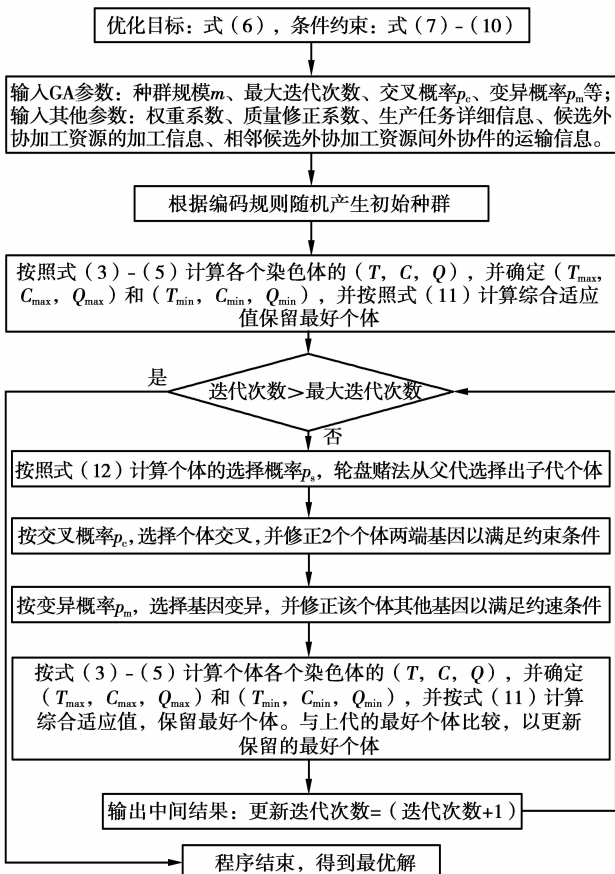 优化目标：式（6），条件约束：式（7）-（10）
输入GA参数：种群规模m、最大迭代次数、交叉概率pc、变异概率pm等；
输入其他参数：权重系数、质量修正系数、生产任务详细信息、候选外
协加工资源的加工信息、相邻候选外协加工资源间外协件的运输信息。
根据编码规则随机产生初始种群
按照式（3）-（5）计算各个染色体的（T，C，Q），并确定（Tmax，
Cmax，Qmax）和（Tmin，Cmin，Qmin），并按照式（11）计算综合适应
值保留最好个体
是
迭代次数>最大迭代次数
否
按照式（12）计算个体的选择概率ps，轮盘赌法从父代选择出子代个体
按交叉概率pc,选择个体交叉,并修正2个个体两端基因以满足约束条件
按变异概率pm，选择基因变异，并修正该个体其他基因以满足约速条件
按式（3）-（5）计算个体各个染色体的（T，C，Q），并确定
（Tmax，Cmax，Qmax）和（Tmin，Cmin，Qmin），并按式（11）计算
综合适应值，保留最好个体。与上代的最好个体比较，以更新
保留的最好个体
输出中间结果：更新迭代次数=（迭代次数+1）
程序结束，得到最优解